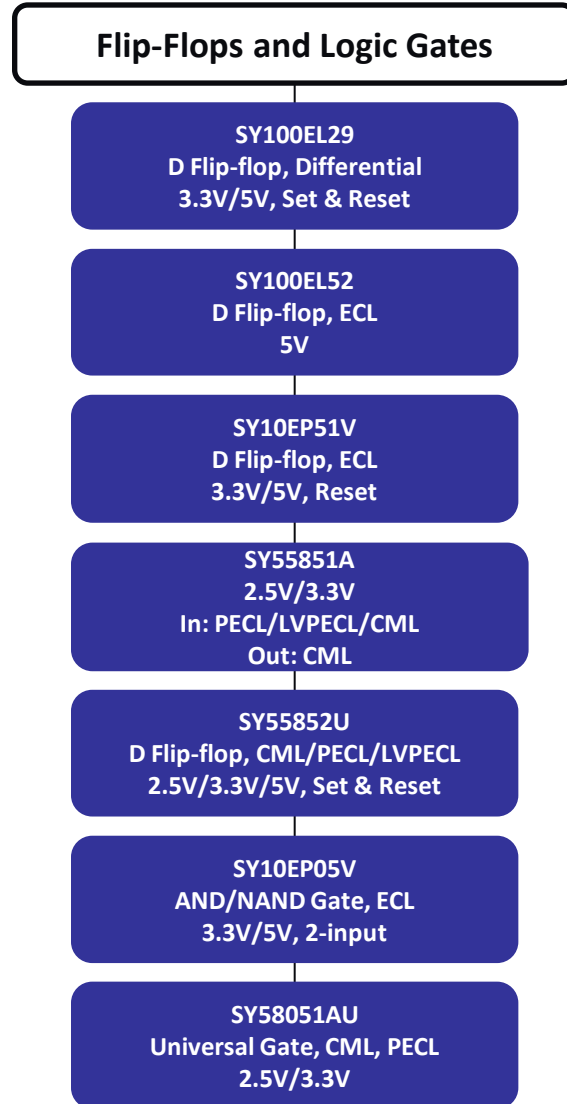 Flip-Flops and Logic Gates
SY100EL29
D Flip-flop, Differential
3.3V/5V, Set & Reset
SY100EL52
D Flip-flop, ECL
5V
SY10EP51V
D Flip-flop, ECL
3.3V/5V, Reset
SY55851A
2.5V/3.3V
In: PECL/LVPECL/CML
Out: CML
SY55852U
D Flip-flop, CML/PECL/LVPECL
2.5V/3.3V/5V, Set & Reset
SY10EP05V
AND/NAND Gate, ECL
3.3V/5V, 2-input
SY58051AU
Universal Gate, CML, PECL
2.5V/3.3V